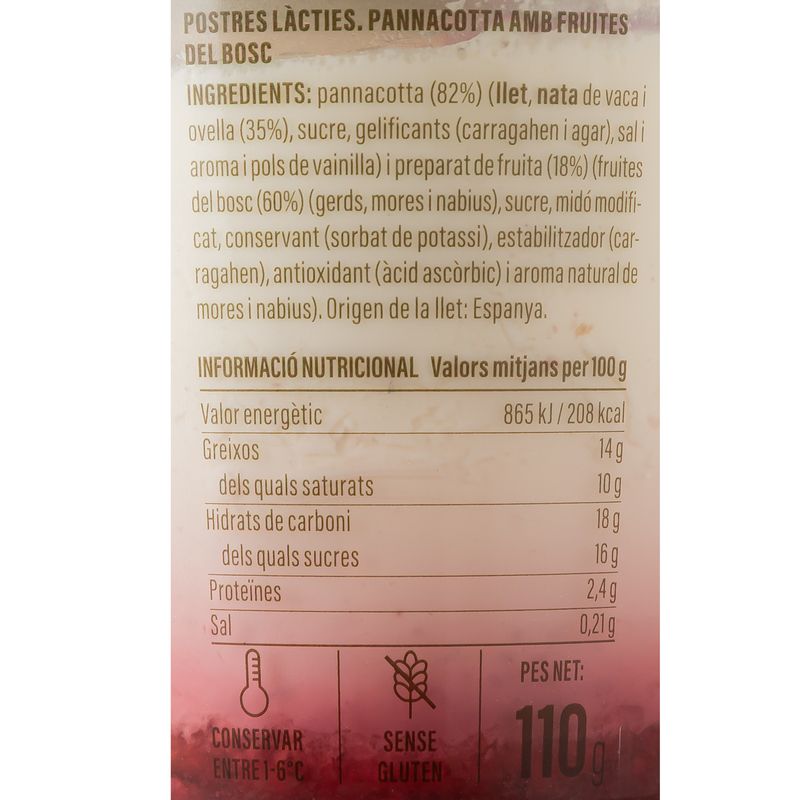 POSTRES LÀCTIES. PANNACOTTA AMB FRUITES
DEL BOSC
INGREDIENTS: pannacotta (82%) (llet, nata de vaca i
ovella (35%), sucre, gelificants (carragahen i agar), sal i
aroma i pols de vainilla) i preparat de fruita (18%) (fruites
del bosc (60%) (gerds, mores i nabius), sucre, midó modifi-
cat, conservant (sorbat de potassi), estabilitzador (car-
ragahen), antioxidant (àcid ascòrbic) i aroma natural de
mores i nabius). Origen de la llet: Espanya.
INFORMACIÓ NUTRICIONAL Valors mitjans per 100 g
Valor energètic 865 kJ / 208 kcal
Greixos 14 g
dels quals saturats 10 g
Hidrats de carboni 18 g
dels quals sucres 16 g
Proteïnes 2,4 g
Sal 0,21 g
CONSERVAR
ENTRE 1-6°C
SENSE
GLUTEN
PES NET:
110 g